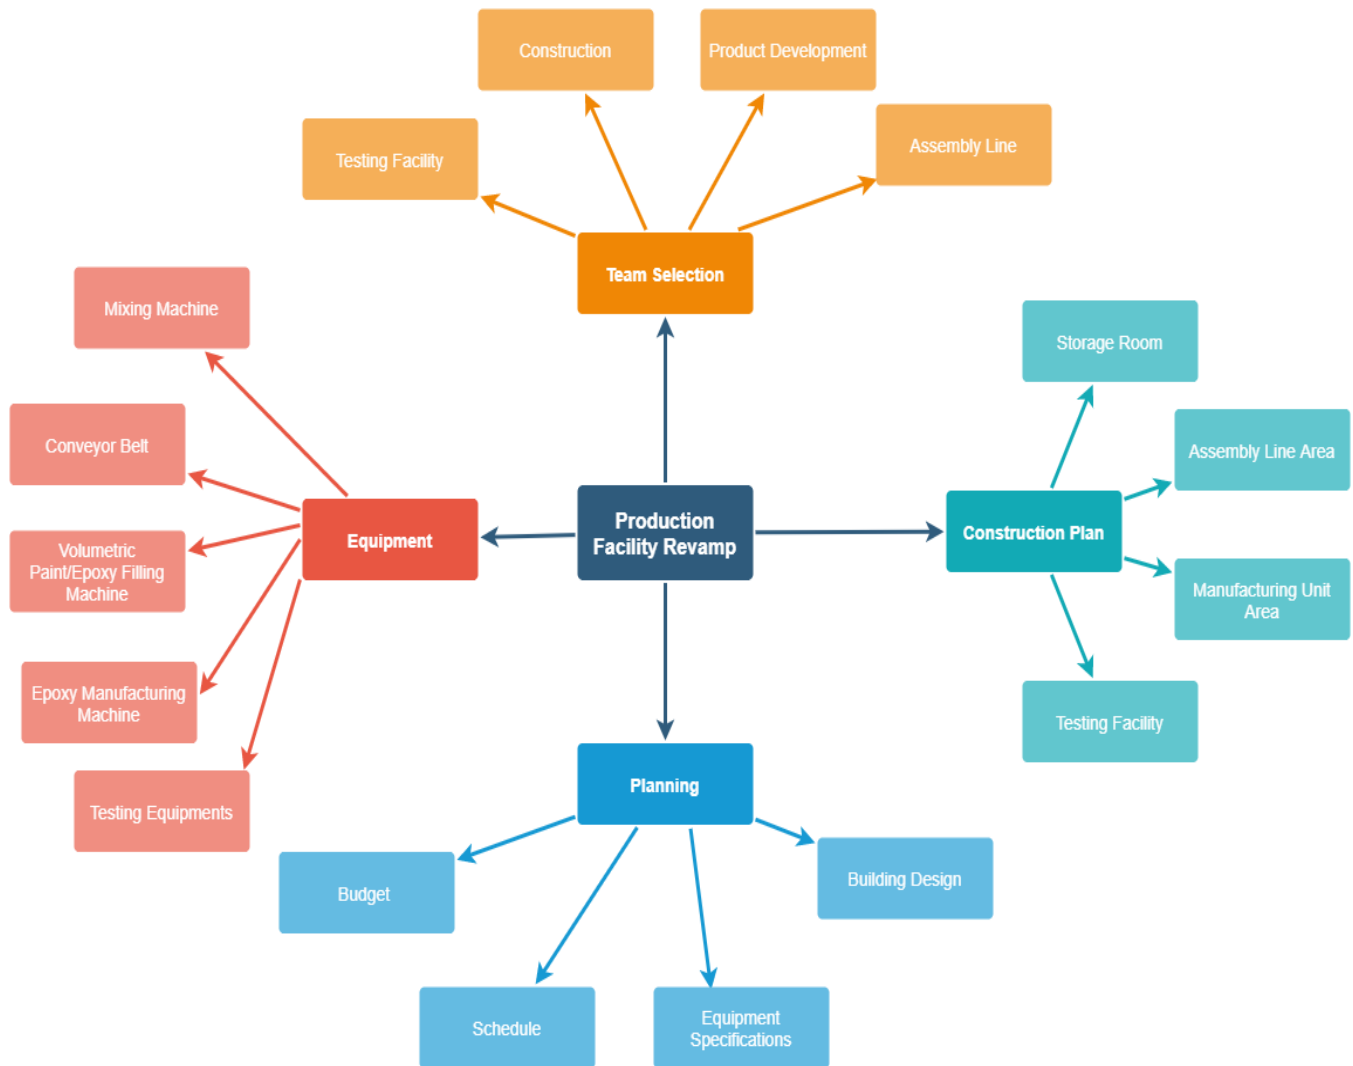 Construction
Product Development
Testing Facility
Assembly Line
Team Selection
Mixing Machine
Conveyor Belt
Volumetric
Paint/Epoxy Filling
Machine
Epoxy Manufacturing
Machine
Testing Equipments
Equipment
Production
Facility Revamp
Construction Plan
Storage Room
Assembly Line Area
Manufacturing Unit
Area
Testing Facility
Planning
Budget
Schedule
Equipment
Specifications
Building Design